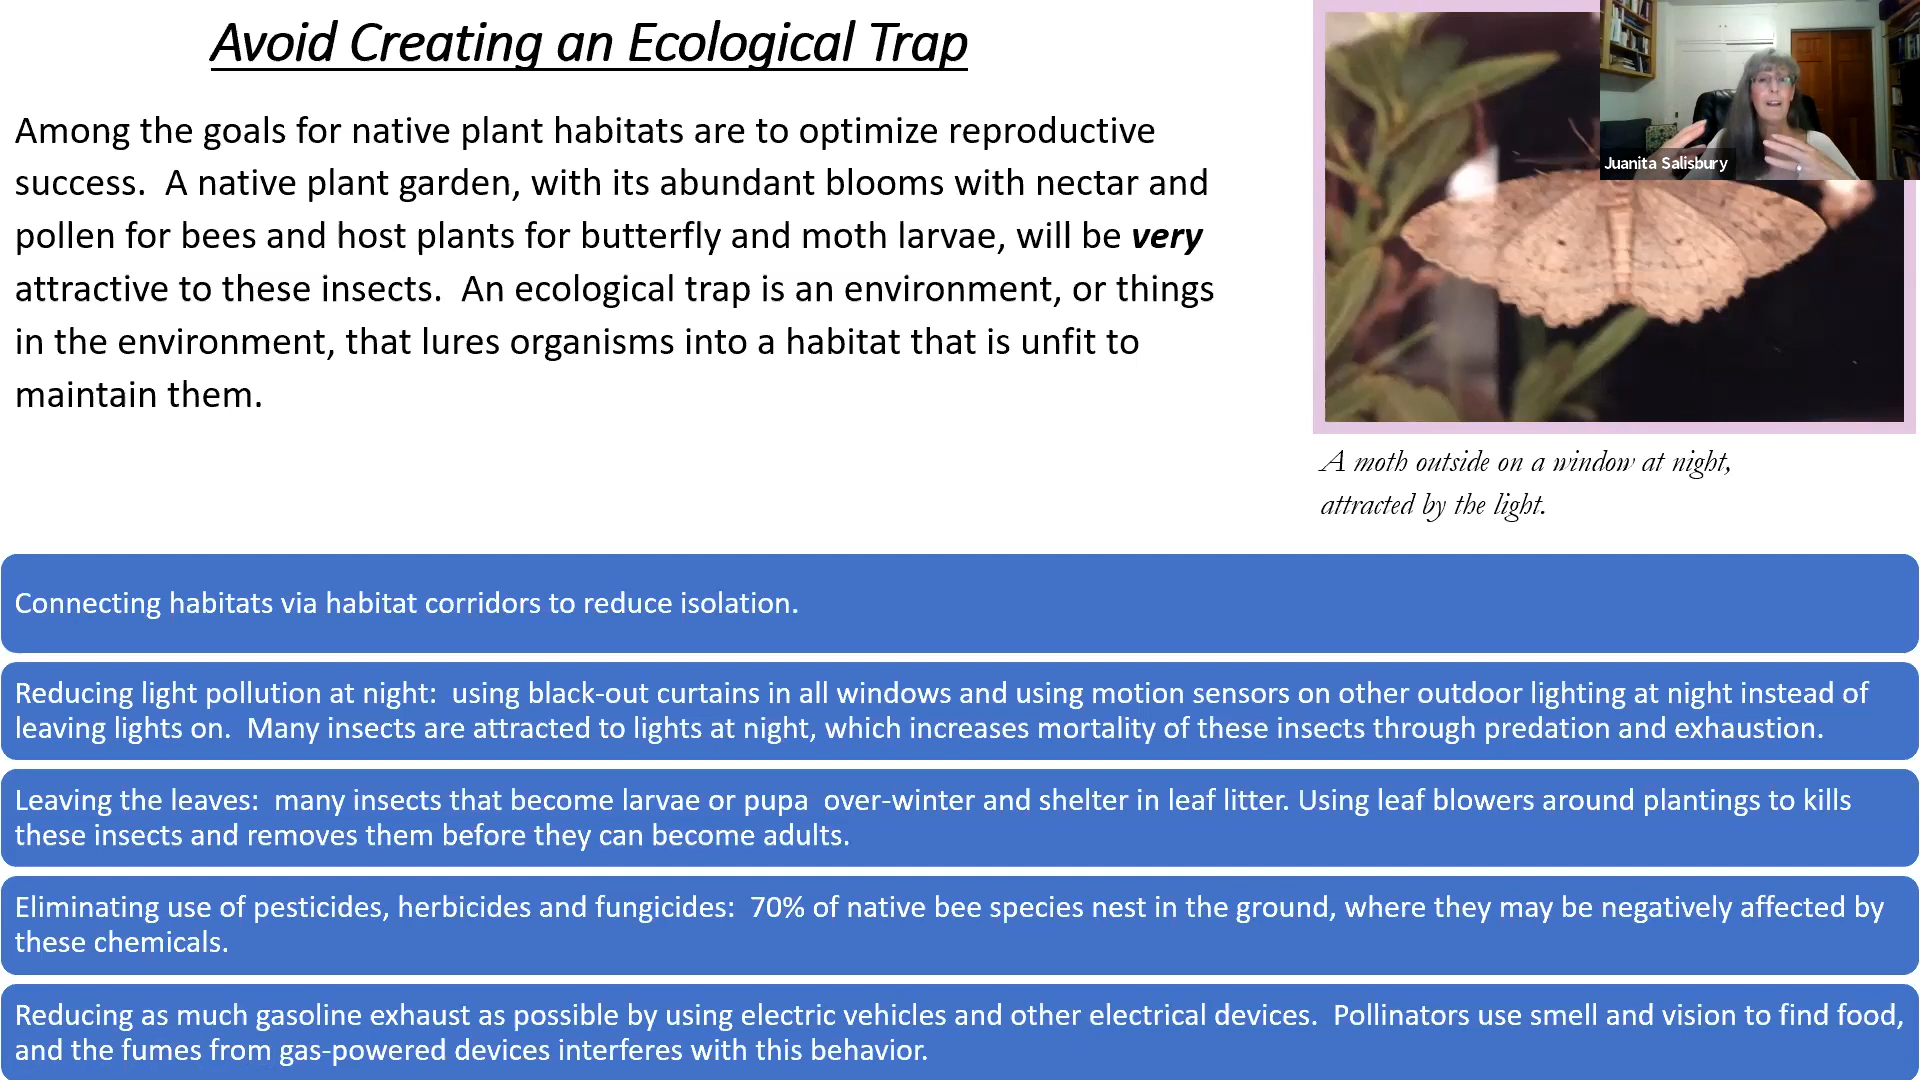 Avoid Creating an Ecological Trap
Among the goals for native plant habitats are to optimize reproductive
success.  A native plant garden, with its abundant blooms with nectar and
pollen for bees and host plants for butterfly and moth larvae, will be very
attractive to these insects.  An ecological trap is an environment, or things
in the environment, that lures organisms into a habitat that is unfit to
maintain them.
Juanita Salisbury
A moth outside on a window at night,
attracted by the light.
Connecting habitats via habitat corridors to reduce isolation.
Reducing light pollution at night:  using black-out curtains in all windows and using motion sensors on other outdoor lighting at night instead of
leaving lights on.  Many insects are attracted to lights at night, which increases mortality of these insects through predation and exhaustion.
Leaving the leaves:  many insects that become larvae or pupa  over-winter and shelter in leaf litter. Using leaf blowers around plantings to kills
these insects and removes them before they can become adults.
Eliminating use of pesticides, herbicides and fungicides:  70% of native bee species nest in the ground, where they may be negatively affected by
these chemicals.
Reducing as much gasoline exhaust as possible by using electric vehicles and other electrical devices.  Pollinators use smell and vision to find food,
and the fumes from gas-powered devices interferes with this behavior.